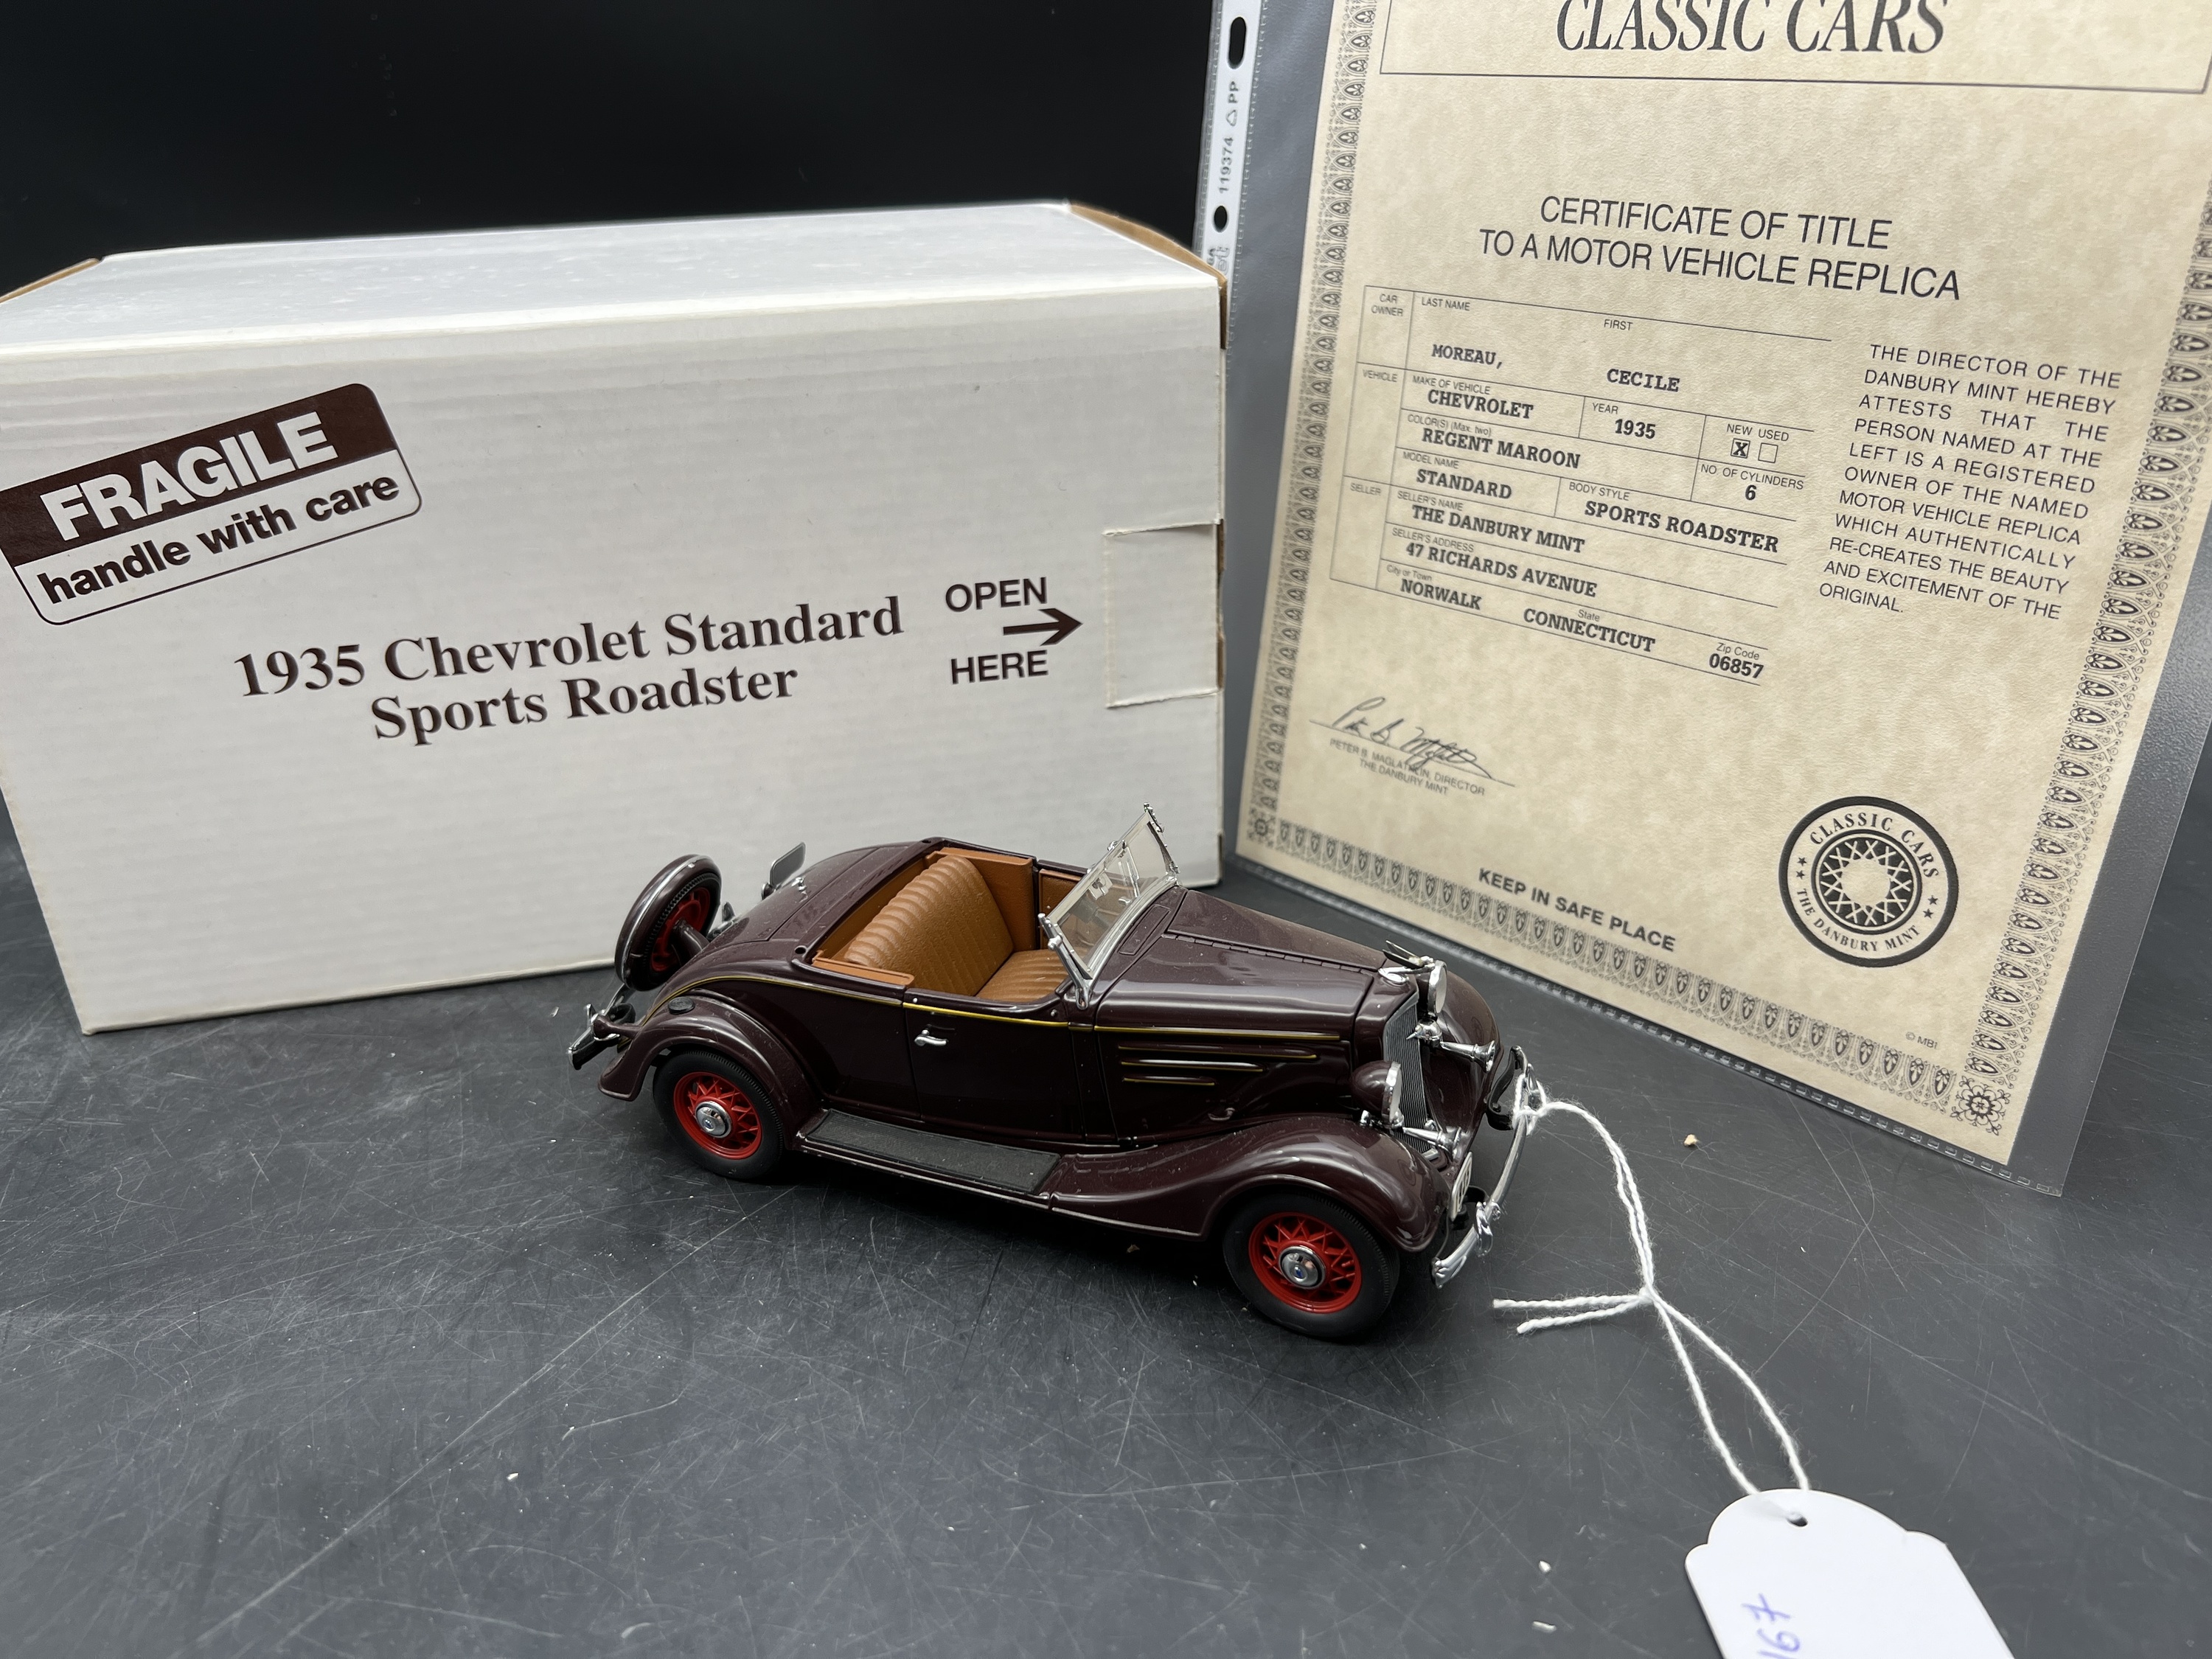 FRAGILE
handle with care
1935 Chevrolet Standard
Sports Roadster
OPEN
HERE
119374 PP
CLASSIC CARS
CERTIFICATE OF TITLE
TO A MOTOR VEHICLE REPLICA
CAR OWNER
LAST NAME
FIRST
MOREAU,
CECILE
VEHICLE
MAKE OF VEHICLE
CHEVROLET
YEAR
1935
NEW USED
X
COLOR(S) (Max. two)
REGENT MAROON
NO. OF CYLINDERS
6
MODEL NAME
STANDARD
BODY STYLE
SPORTS ROADSTER
SELLER
SELLER'S NAME
THE DANBURY MINT
SELLER'S ADDRESS
47 RICHARDS AVENUE
City or Town
NORWALK
State
CONNECTICUT
Zip Code
06857
THE DIRECTOR OF THE
DANBURY MINT HEREBY
ATTESTS THAT THE
PERSON NAMED AT THE
LEFT IS A REGISTERED
OWNER OF THE NAMED
MOTOR VEHICLE REPLICA
WHICH AUTHENTICALLY
RE-CREATES THE BEAUTY
AND EXCITEMENT OF THE
ORIGINAL.
PETER B. MAGLATHLIN, DIRECTOR
THE DANBURY MINT
KEEP IN SAFE PLACE
CLASSIC CARS
THE DANBURY MINT
© MBI
167